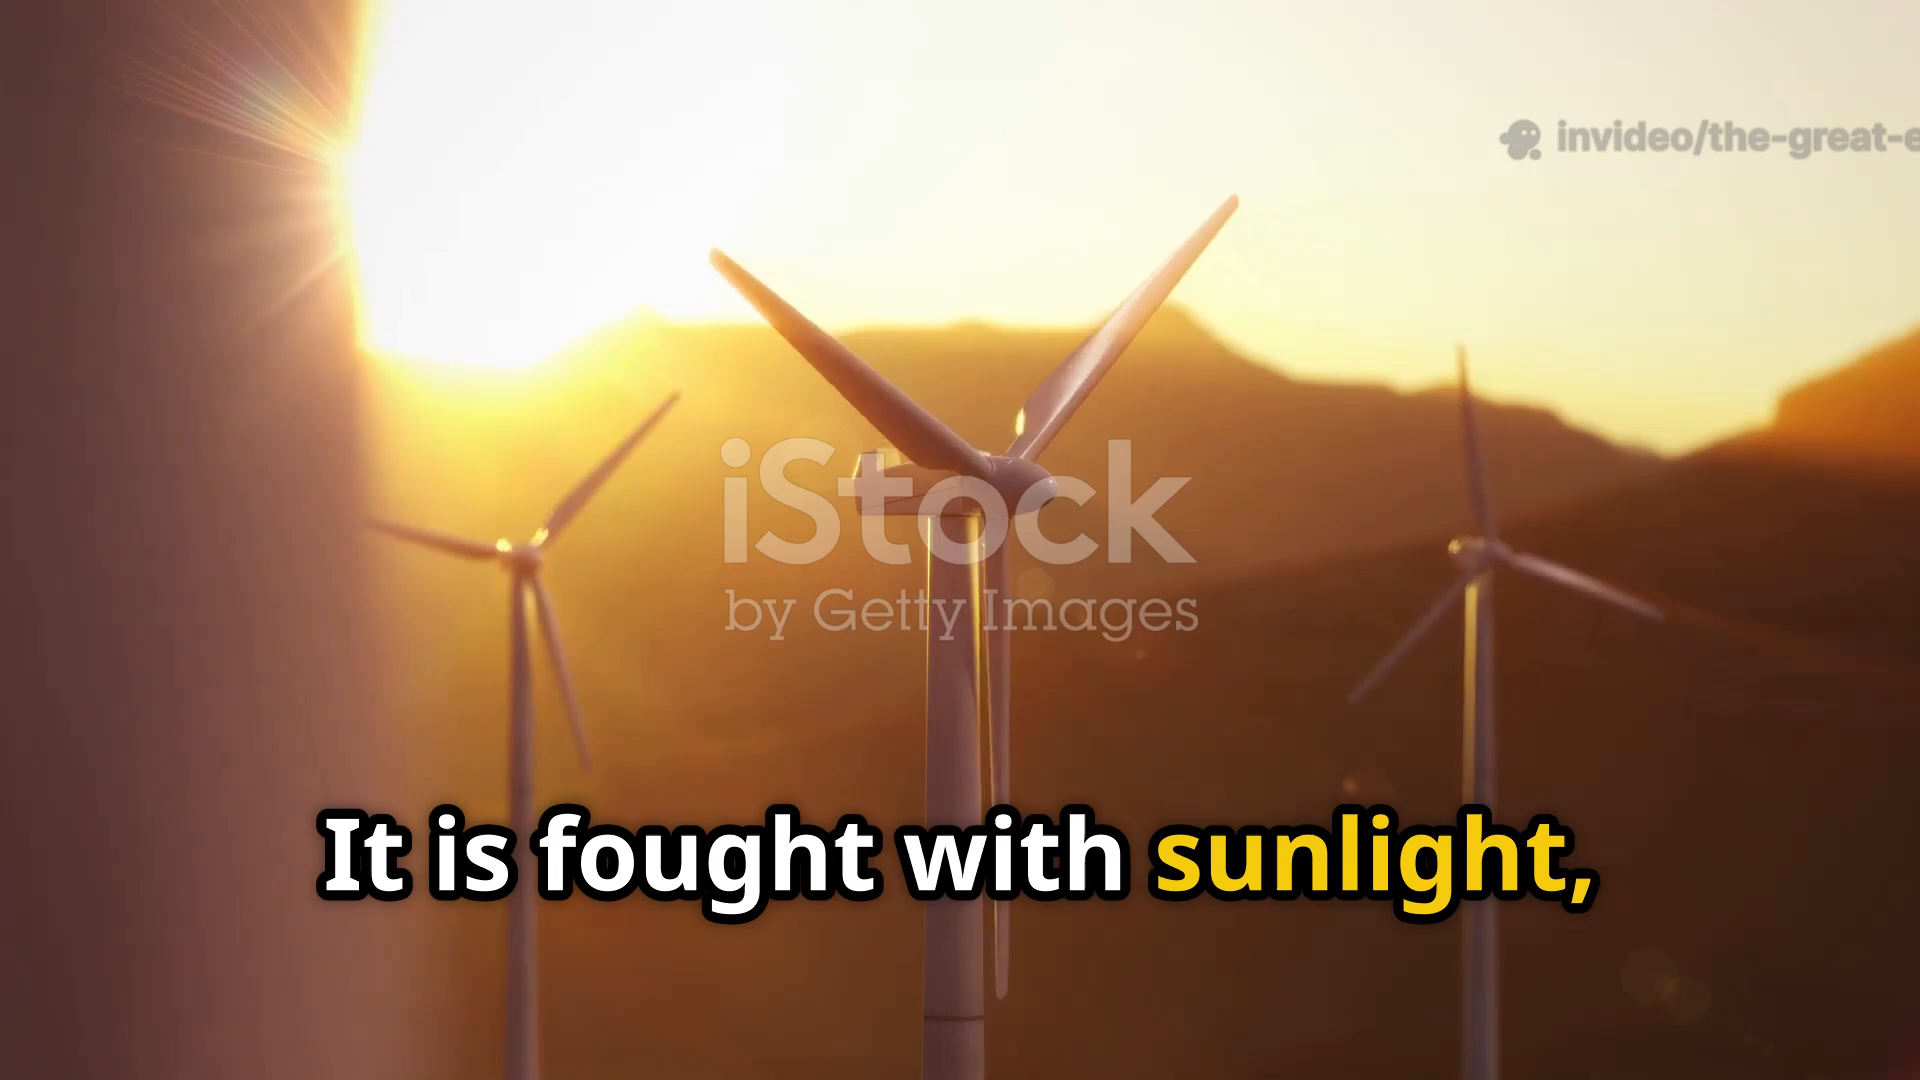 invideo/the-great-e
iStock
by Getty Images
It is fought with sunlight,